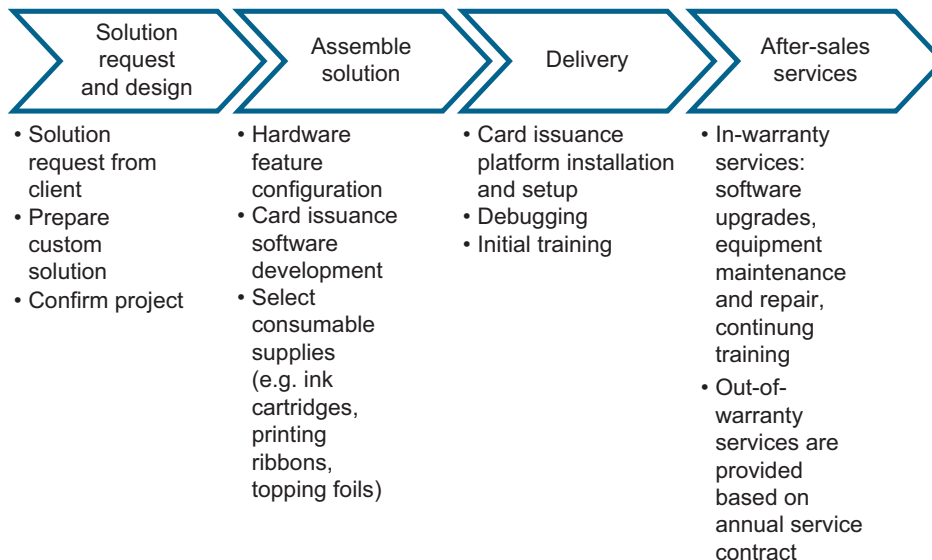 Solution
request
and design
Assemble
solution
Delivery
After-sales
services
• Solution
request from
client
• Prepare
custom
solution
• Confirm project
• Hardware
feature
configuration
• Card issuance
software
development
• Select
consumable
supplies
(e.g. ink
cartridges,
printing
ribbons,
topping foils)
• Card issuance
platform installation
and setup
• Debugging
• Initial training
• In-warranty
services:
software
upgrades,
equipment
maintenance
and repair,
continung
training
• Out-of-
warranty
services are
provided
based on
annual service
contract